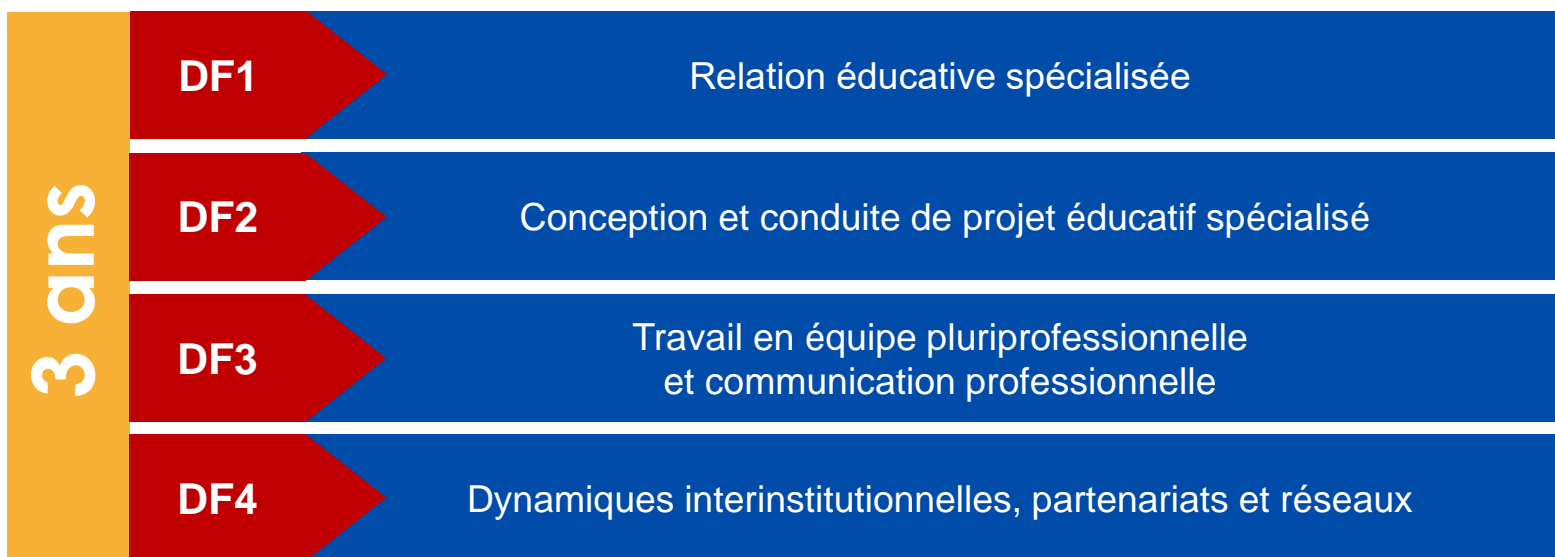 3 ans
DF1
Relation éducative spécialisée
DF2
Conception et conduite de projet éducatif spécialisé
DF3
Travail en équipe pluriprofessionnelle
et communication professionnelle
DF4
Dynamiques interinstitutionnelles, partenariats et réseaux